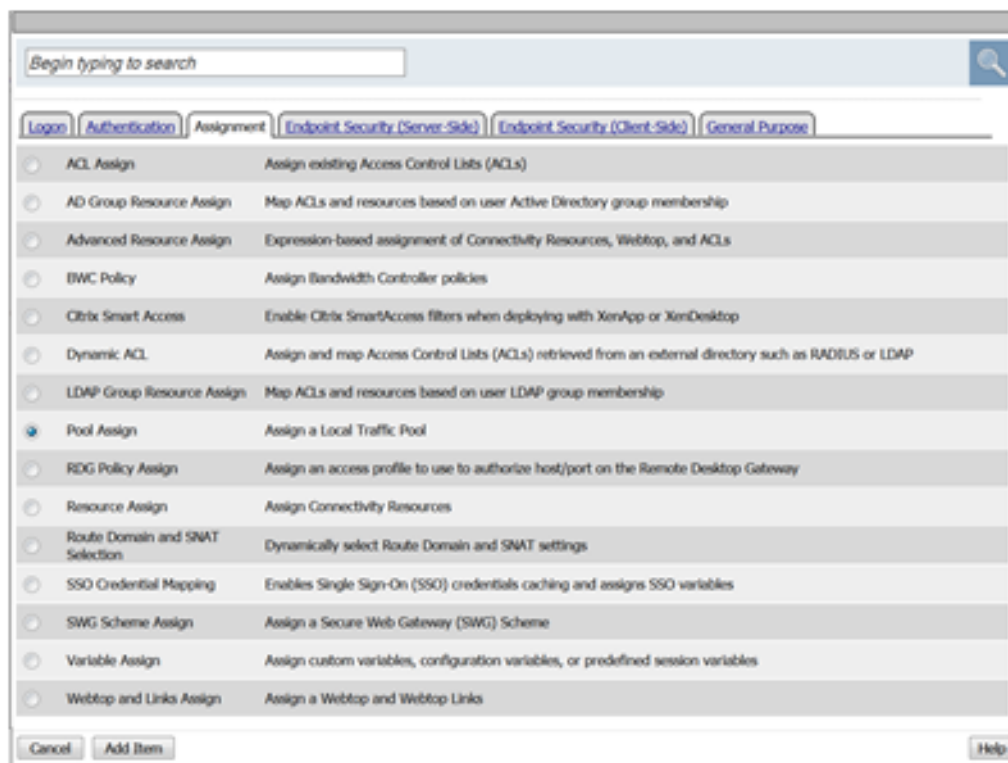 Begin typing to search
Logon Authentication Assignment Endpoint Security (Server-Side) Endpoint Security (Client-Side) General Purpose
ACL Assign Assign existing Access Control Lists (ACLs)
AD Group Resource Assign Map ACLs and resources based on user Active Directory group membership
Advanced Resource Assign Expression-based assignment of Connectivity Resources, Webtop, and ACLs
BWC Policy Assign Bandwidth Controller policies
Citrix Smart Access Enable Citrix SmartAccess filters when deploying with XenApp or XenDesktop
Dynamic ACL Assign and map Access Control Lists (ACLs) retrieved from an external directory such as RADIUS or LDAP
LDAP Group Resource Assign Map ACLs and resources based on user LDAP group membership
Pool Assign Assign a Local Traffic Pool
RDG Policy Assign Assign an access profile to use to authorize host/port on the Remote Desktop Gateway
Resource Assign Assign Connectivity Resources
Route Domain and SNAT
Selection Dynamically select Route Domain and SNAT settings
SSO Credential Mapping Enables Single Sign-On (SSO) credentials caching and assigns SSO variables
SWG Scheme Assign Assign a Secure Web Gateway (SWG) Scheme
Variable Assign Assign custom variables, configuration variables, or predefined session variables
Webtop and Links Assign Assign a Webtop and Webtop Links
Cancel Add Item Help